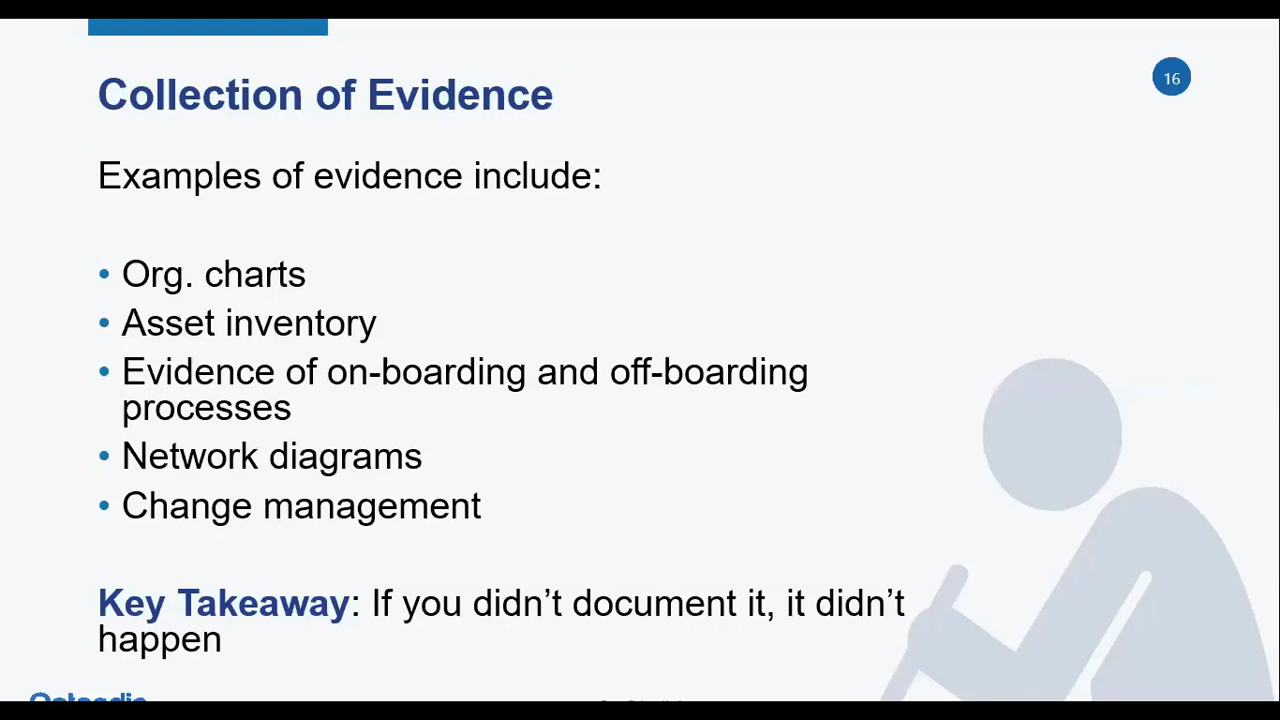 16
Collection of Evidence
Examples of evidence include:
• Org. charts
• Asset inventory
• Evidence of on-boarding and off-boarding
processes
• Network diagrams
• Change management
Key Takeaway: If you didn’t document it, it didn’t
happen